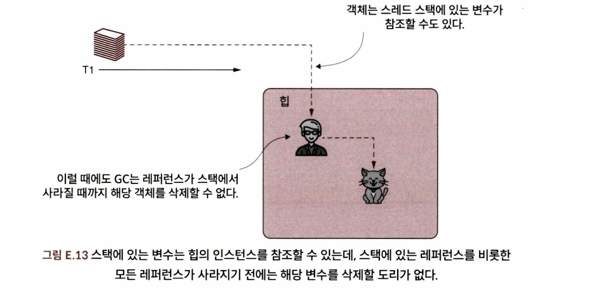 객체는 스레드 스택에 있는 변수가
참조할 수도 있다.
T1
힙
이럴 때에도 GC는 레퍼런스가 스택에서
사라질 때까지 해당 객체를 삭제할 수 없다.
그림 E.13 스택에 있는 변수는 힙의 인스턴스를 참조할 수 있는데, 스택에 있는 레퍼런스를 비롯한
모든 레퍼런스가 사라지기 전에는 해당 변수를 삭제할 도리가 없다.